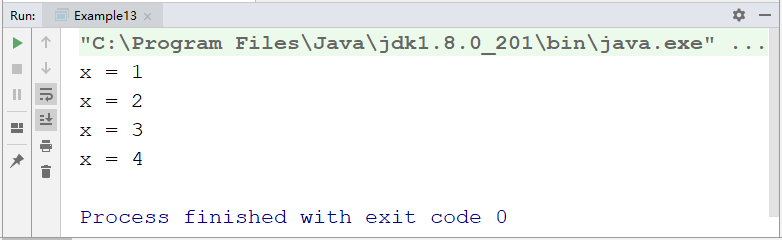 Run: Example13
"C:\Program Files\Java\jdk1.8.0_201\bin\java.exe" ...
x = 1
x = 2
x = 3
x = 4
Process finished with exit code 0